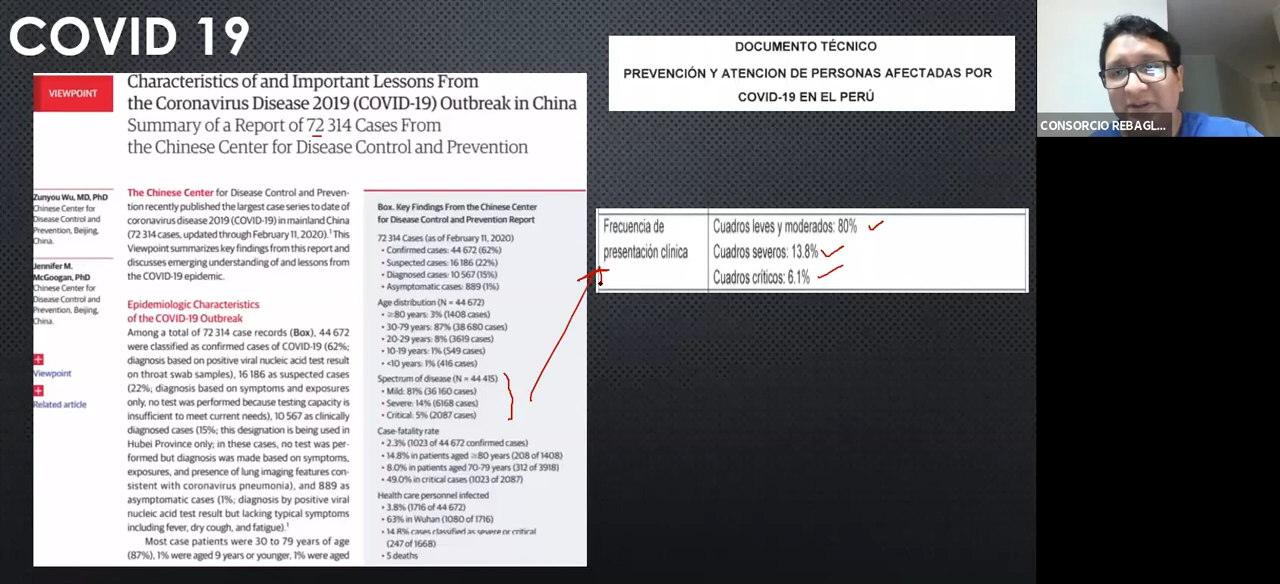 COVID 19
VIEWPOINT
Characteristics of and Important Lessons From
the Coronavirus Disease 2019 (COVID-19) Outbreak in China
Summary of a Report of 72 314 Cases From
the Chinese Center for Disease Control and Prevention
Zunyou Wu, MD, PhD
Chinese Center for
Disease Control and
Prevention, Beijing,
China.
Jennifer M.
McGoogan, PhD
Chinese Center for
Disease Control and
Prevention, Beijing,
China.
Viewpoint
Related article
The Chinese Center for Disease Control and Preven-
tion recently published the largest case series to date of
coronavirus disease 2019 (COVID-19) in mainland China
(72 314 cases, updated through February 11, 2020).1 This
Viewpoint summarizes key findings from this report and
discusses emerging understanding of and lessons from
the COVID-19 epidemic.
Epidemiologic Characteristics
of the COVID-19 Outbreak
Among a total of 72 314 case records (Box), 44 672
were classified as confirmed cases of COVID-19 (62%;
diagnosis based on positive viral nucleic acid test result
on throat swab samples), 16 186 as suspected cases
(22%; diagnosis based on symptoms and exposures
only, no test was performed because testing capacity is
insufficient to meet current needs), 10 567 as clinically
diagnosed cases (15%; this designation is being used in
Hubei Province only; in these cases, no test was per-
formed but diagnosis was made based on symptoms,
exposures, and presence of lung imaging features con-
sistent with coronavirus pneumonia), and 889 as
asymptomatic cases (1%; diagnosis by positive viral
nucleic acid test result but lacking typical symptoms
including fever, dry cough, and fatigue).1
Most case patients were 30 to 79 years of age
(87%), 1% were aged 9 years or younger, 1% were aged
Box. Key Findings From the Chinese Center
for Disease Control and Prevention Report
72 314 Cases (as of February 11, 2020)
• Confirmed cases: 44 672 (62%)
• Suspected cases: 16 186 (22%)
• Diagnosed cases: 10 567 (15%)
• Asymptomatic cases: 889 (1%)
Age distribution (N = 44 672)
• ≥80 years: 3% (1408 cases)
• 30-79 years: 87% (38 680 cases)
• 20-29 years: 8% (3619 cases)
• 10-19 years: 1% (549 cases)
• <10 years: 1% (416 cases)
Spectrum of disease (N = 44 415)
• Mild: 81% (36 160 cases)
• Severe: 14% (6168 cases)
• Critical: 5% (2087 cases)
Case-fatality rate
• 2.3% (1023 of 44 672 confirmed cases)
• 14.8% in patients aged ≥80 years (208 of 1408)
• 8.0% in patients aged 70-79 years (312 of 3918)
• 49.0% in critical cases (1023 of 2087)
Health care personnel infected
• 3.8% (1716 of 44 672)
• 63% in Wuhan (1080 of 1716)
• 14.8% cases classified as severe or critical
(247 of 1668)
• 5 deaths
DOCUMENTO TÉCNICO
PREVENCIÓN Y ATENCION DE PERSONAS AFECTADAS POR
COVID-19 EN EL PERÚ
Frecuencia de
presentación clínica
Cuadros leves y moderados: 80%
Cuadros severos: 13.8%
Cuadros críticos: 6.1%
CONSORCIO REBAGL...